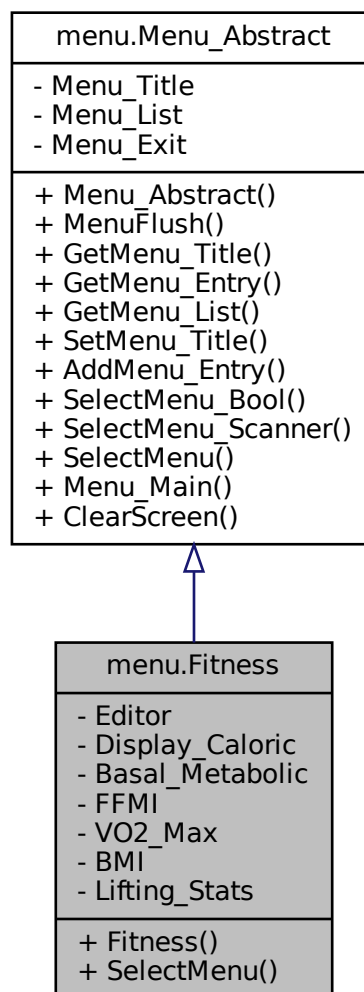 menu.Menu_Abstract
- Menu_Title
- Menu_List
- Menu_Exit
+ Menu_Abstract()
+ MenuFlush()
+ GetMenu_Title()
+ GetMenu_Entry()
+ GetMenu_List()
+ SetMenu_Title()
+ AddMenu_Entry()
+ SelectMenu_Bool()
+ SelectMenu_Scanner()
+ SelectMenu()
+ Menu_Main()
+ ClearScreen()
menu.Fitness
- Editor
- Display_Caloric
- Basal_Metabolic
- FFMI
- VO2_Max
- BMI
- Lifting_Stats
+ Fitness()
+ SelectMenu()